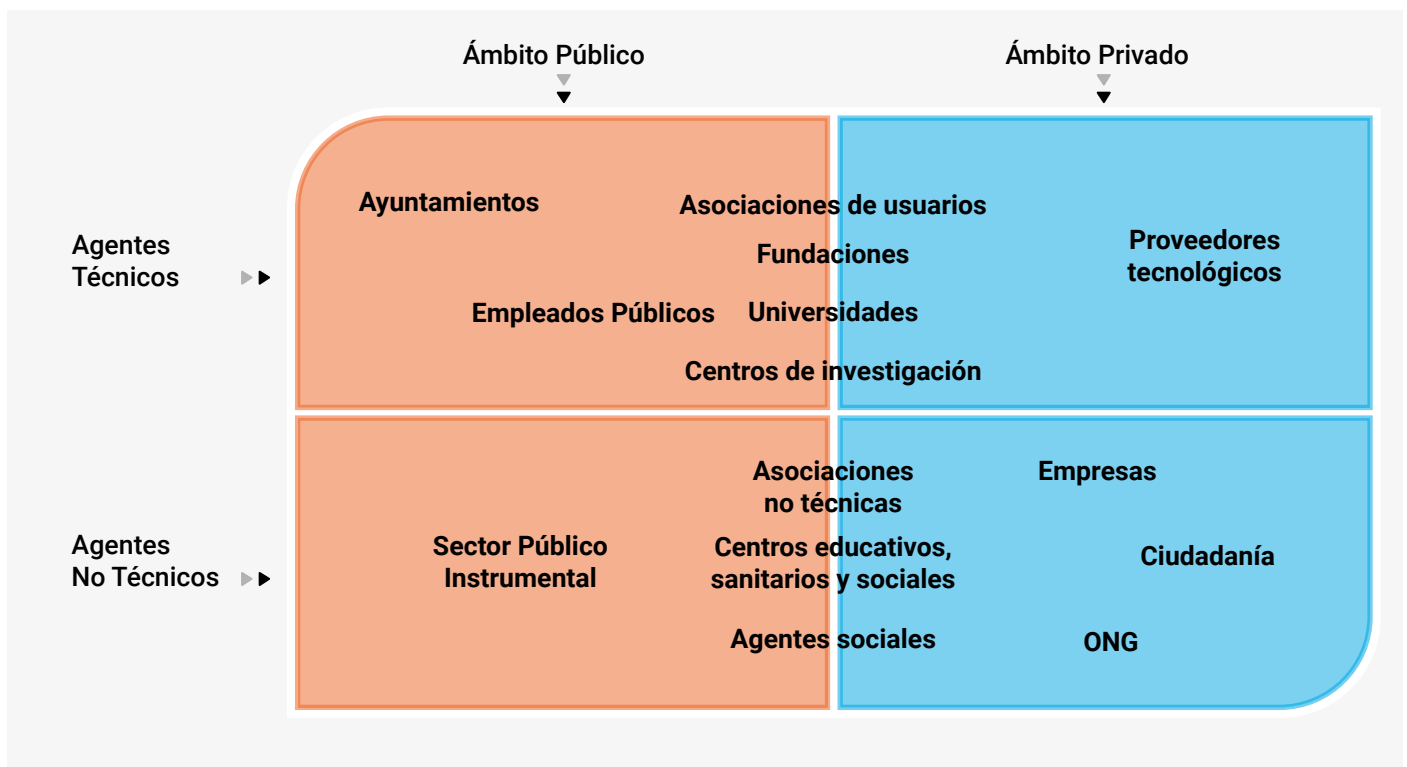 Ámbito Público
Ámbito Privado
Agentes
Técnicos
Ayuntamientos
Asociaciones de usuarios
Fundaciones
Proveedores
tecnológicos
Empleados Públicos
Universidades
Centros de investigación
Agentes
No Técnicos
Asociaciones
no técnicas
Empresas
Sector Público
Instrumental
Centros educativos,
sanitarios y sociales
Ciudadanía
Agentes sociales
ONG